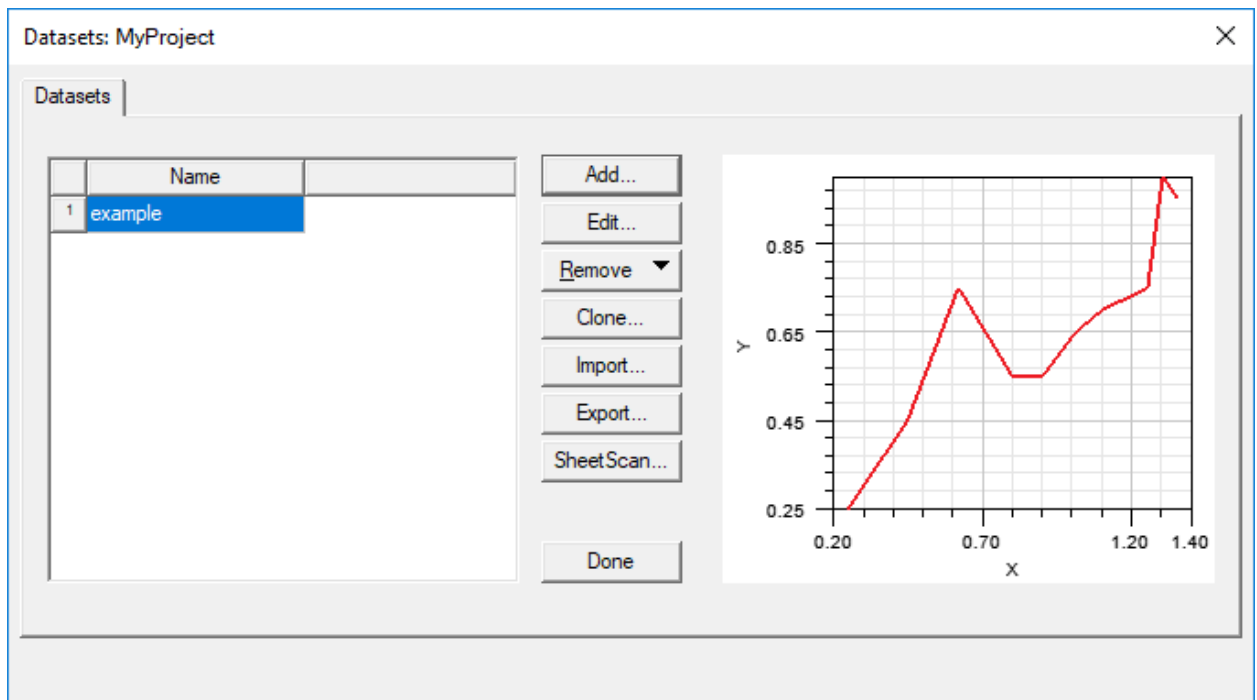 Datasets: MyProject
Datasets
Name
1 example
Add...
Edit...
Remove
Clone...
Import...
Export...
SheetScan...
Done
0.85
0.65
0.45
0.25
Y
0.20 0.70 1.20 1.40
X